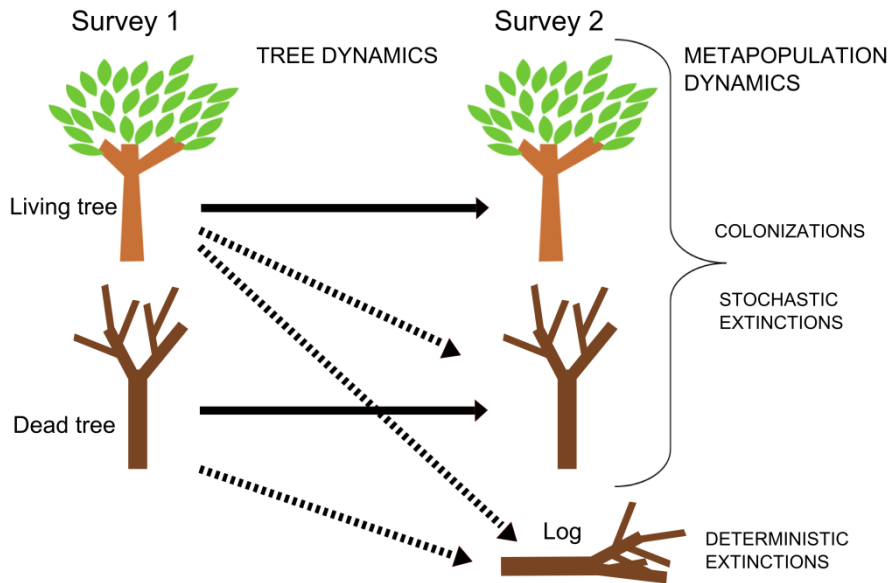 Survey 1
Survey 2
TREE DYNAMICS
METAPOPULATION
DYNAMICS
Living tree
COLONIZATIONS
STOCHASTIC
EXTINCTIONS
Dead tree
Log
DETERMINISTIC
EXTINCTIONS